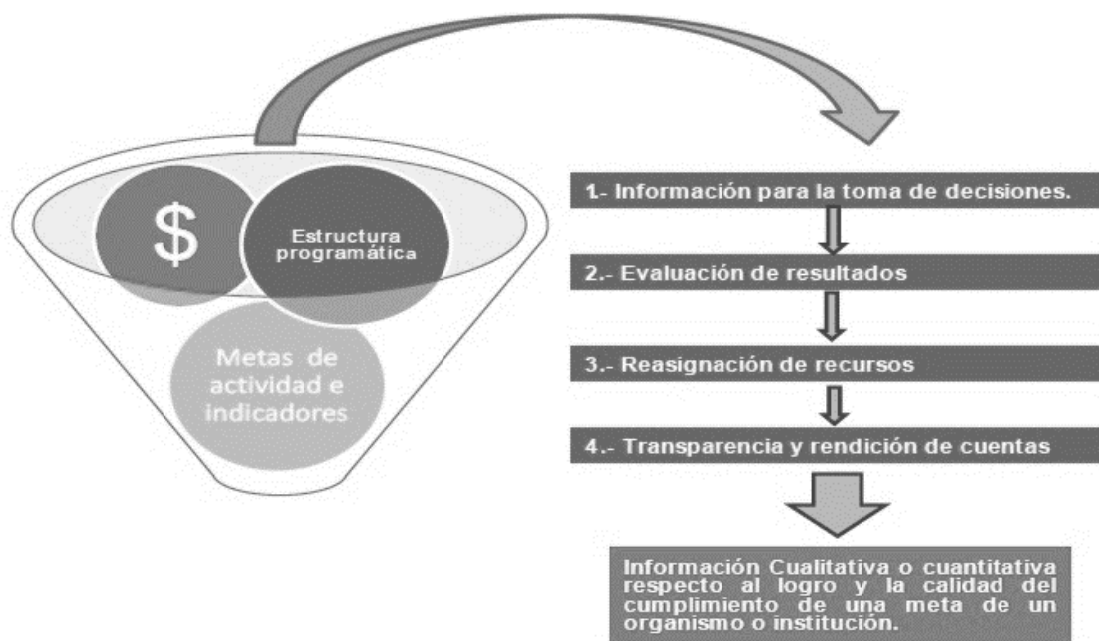 $
Estructura
programática
Metas de
actividad e
indicadores
1.- Información para la toma de decisiones.
2.- Evaluación de resultados
3.- Reasignación de recursos
4.- Transparencia y rendición de cuentas
Información Cualitativa o cuantitativa
respecto al logro y la calidad del
cumplimiento de una meta de un
organismo o institución.